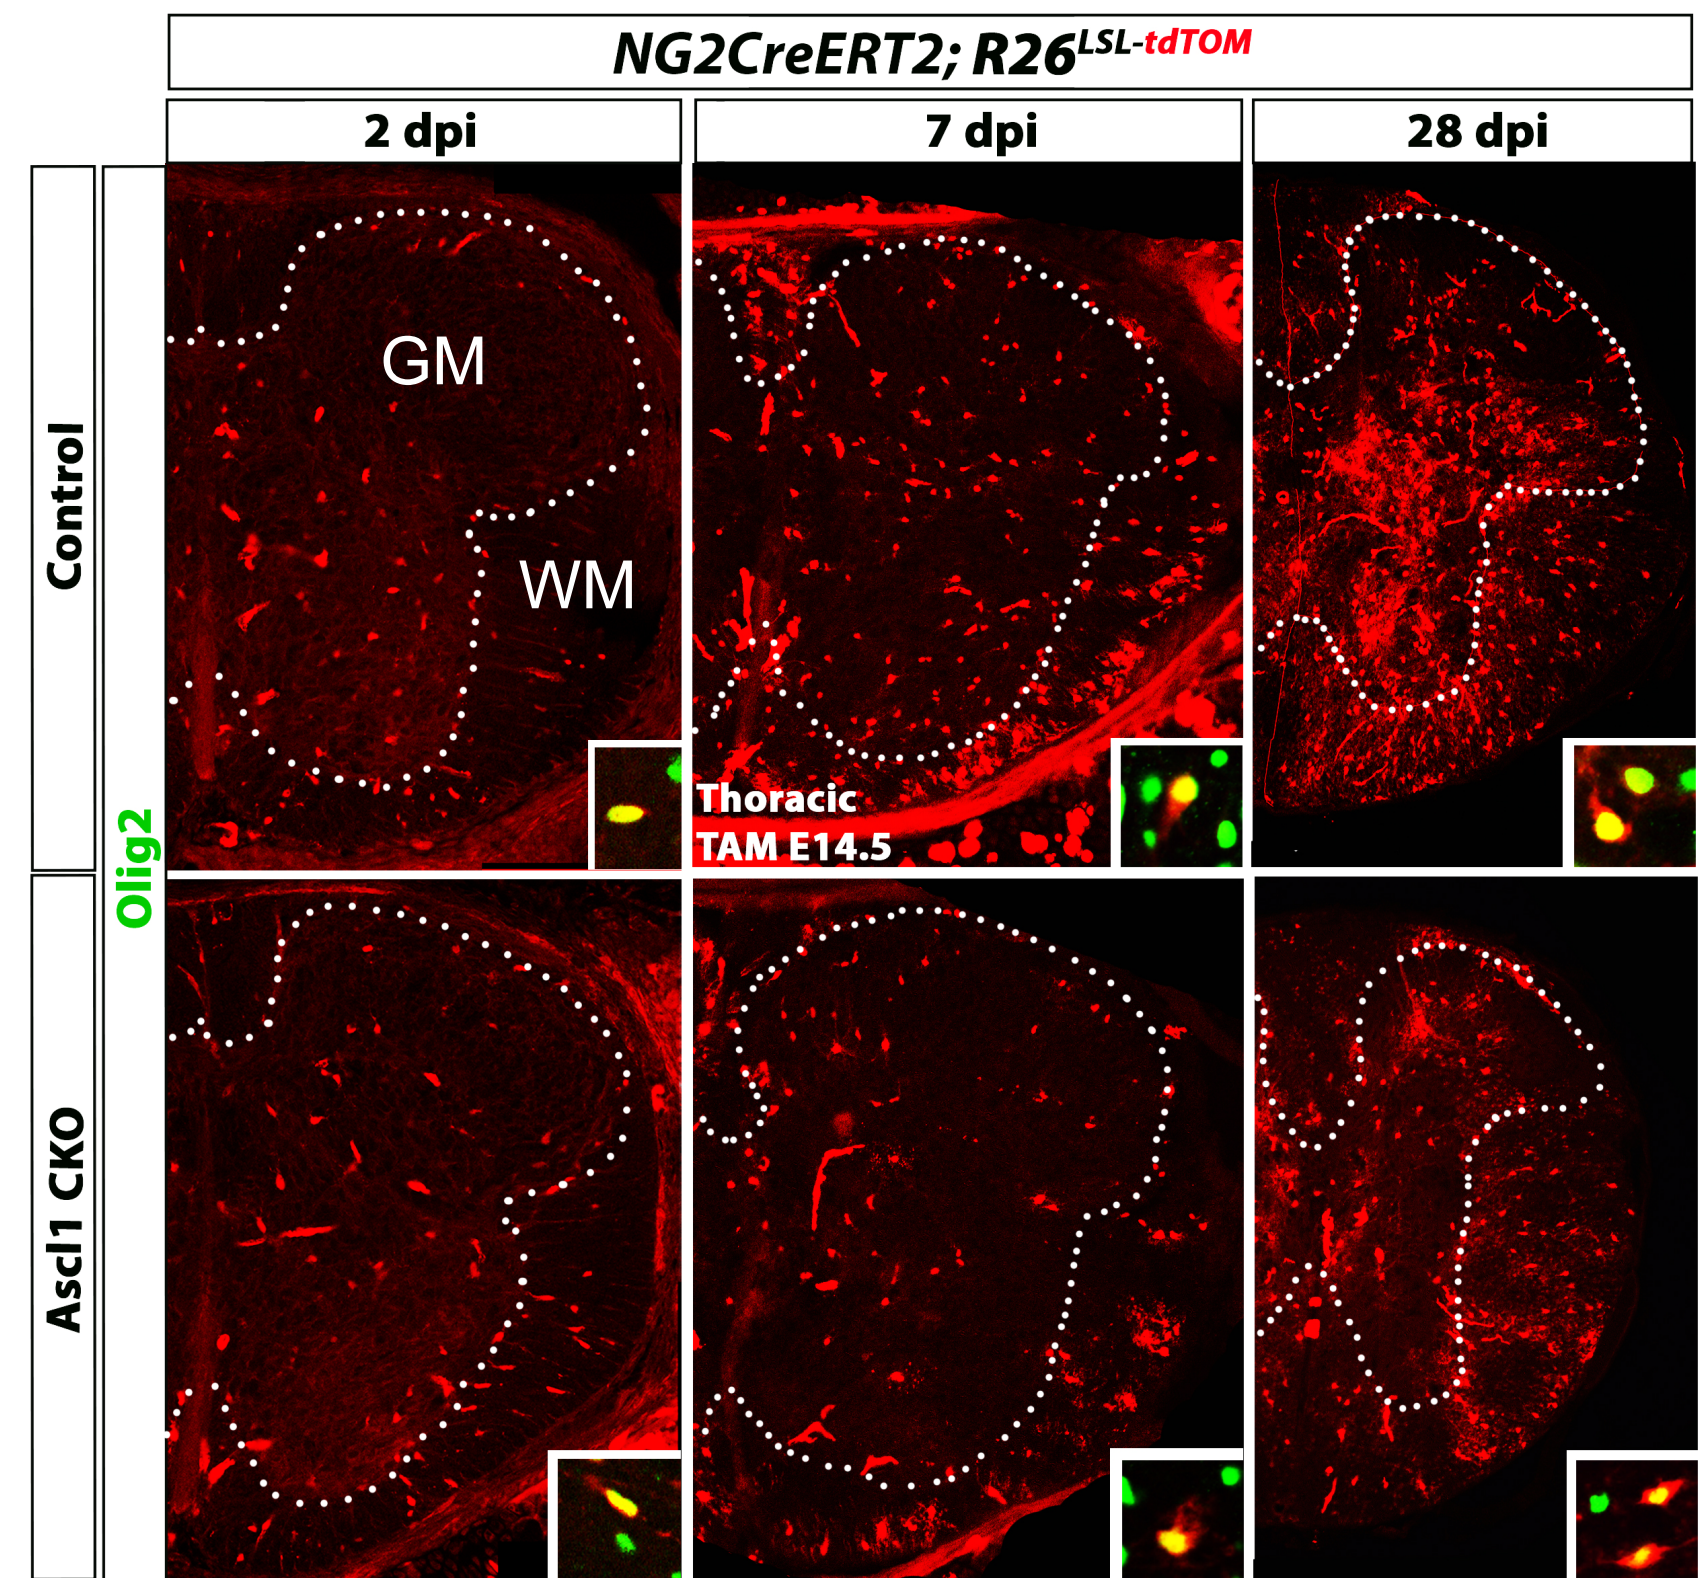 NG2CreERT2; R26LSL-tdTOM
2 dpi
7 dpi
28 dpi
Control
Olig2
GM
WM
Thoracic
TAM E14.5
Ascl1 CKO